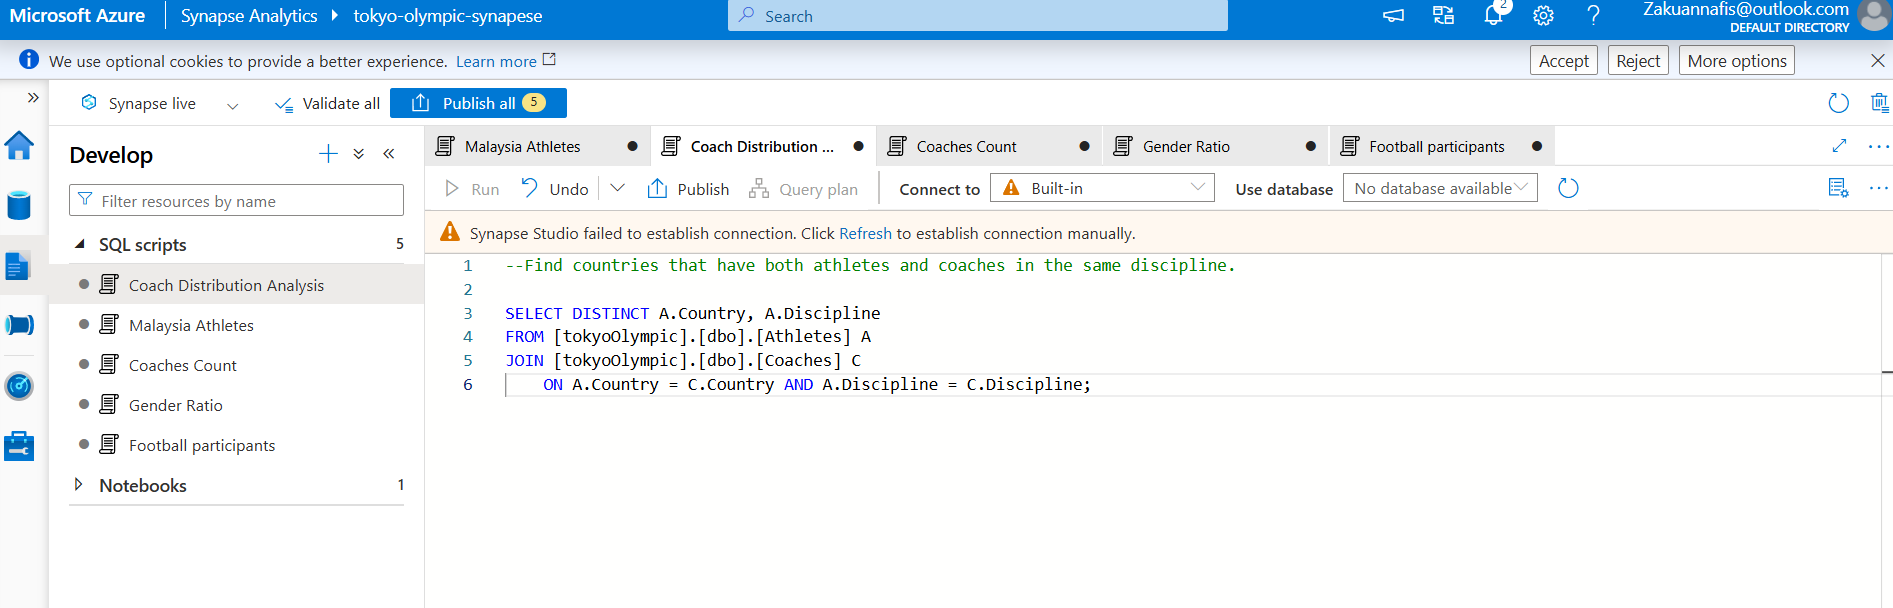 Microsoft Azure Synapse Analytics tokyo-olympic-synapese Search 2 Zakuannafis@outlook.com
DEFAULT DIRECTORY
We use optional cookies to provide a better experience. Learn more Accept Reject More options
Synapse live Validate all Publish all 5
Develop
Filter resources by name
SQL scripts 5
Coach Distribution Analysis
Malaysia Athletes
Coaches Count
Gender Ratio
Football participants
Notebooks 1
Malaysia Athletes Coach Distribution ... Coaches Count Gender Ratio Football participants
Run Undo Publish Query plan Connect to Built-in Use database No database available
Synapse Studio failed to establish connection. Click Refresh to establish connection manually.
1 --Find countries that have both athletes and coaches in the same discipline.
2
3 SELECT DISTINCT A.Country, A.Discipline
4 FROM [tokyoOlympic].[dbo].[Athletes] A
5 JOIN [tokyoOlympic].[dbo].[Coaches] C
6 ON A.Country = C.Country AND A.Discipline = C.Discipline;